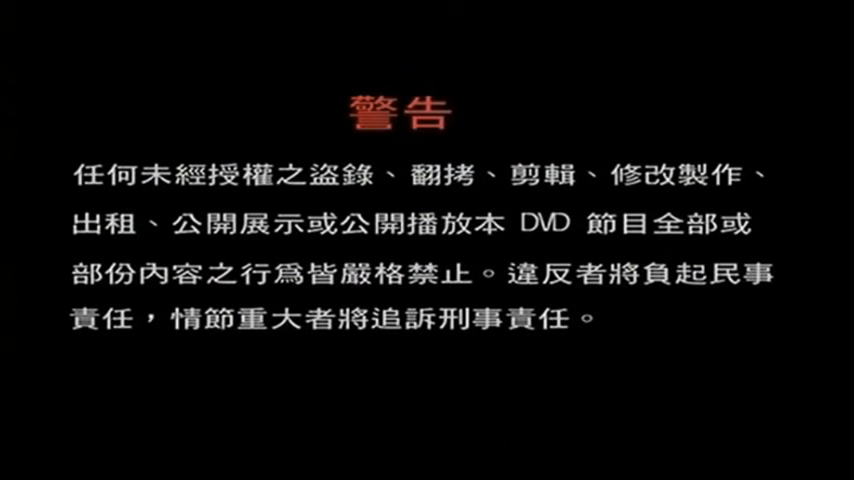 警告
任何未經授權之盜錄、翻拷、剪輯、修改製作、
出租、公開展示或公開播放本 DVD 節目全部或
部份內容之行為皆嚴格禁止。違反者將負起民事
責任，情節重大者將追訴刑事責任。